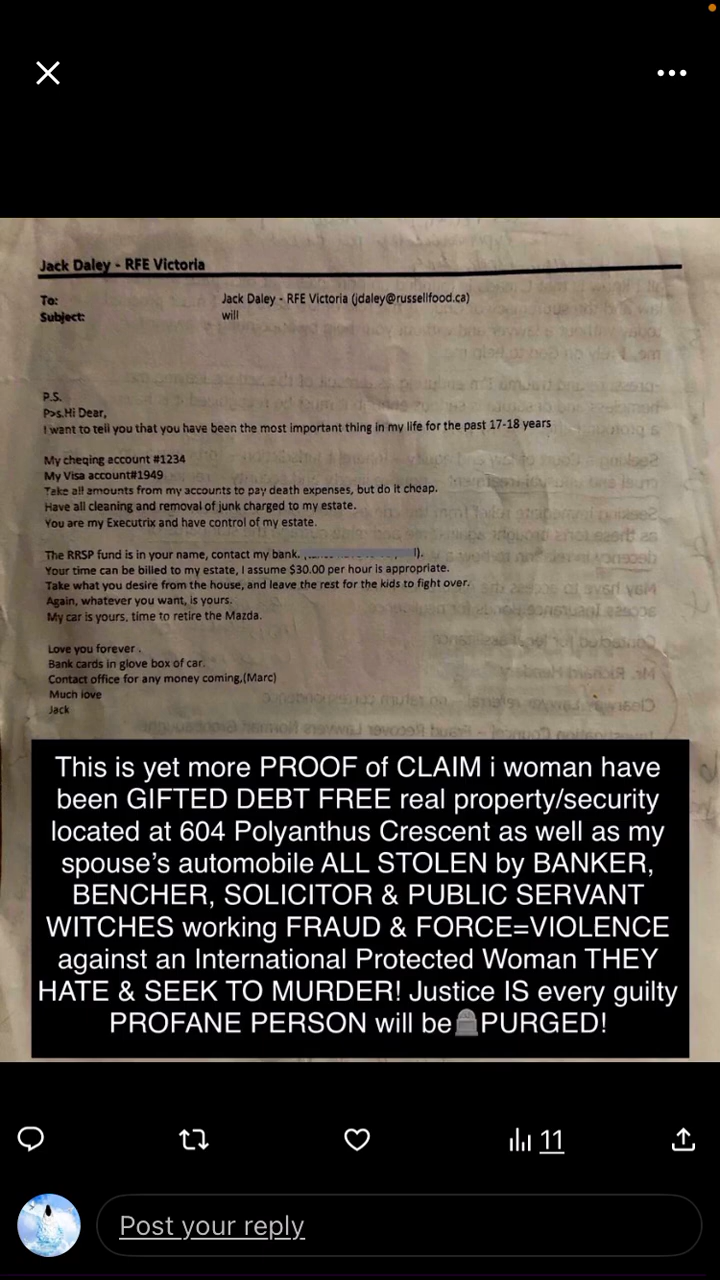 Jack Daley - RFE Victoria
To: Jack Daley - RFE Victoria (jdaley@russellfood.ca)
Subject: will
P.S.
P>s.Hi Dear,
I want to tell you that you have been the most important thing in my life for the past 17-18 years
My cheqing account #1234
My Visa account#1949
Take all amounts from my accounts to pay death expenses, but do it cheap.
Have all cleaning and removal of junk charged to my estate.
You are my Executrix and have control of my estate.
The RRSP fund is in your name, contact my bank.
Your time can be billed to my estate, I assume $30.00 per hour is appropriate.
Take what you desire from the house, and leave the rest for the kids to fight over.
Again, whatever you want, is yours.
My car is yours, time to retire the Mazda.
Love you forever .
Bank cards in glove box of car.
Contact office for any money coming,(Marc)
Much love
Jack
This is yet more PROOF of CLAIM i woman have
been GIFTED DEBT FREE real property/security
located at 604 Polyanthus Crescent as well as my
spouse’s automobile ALL STOLEN by BANKER,
BENCHER, SOLICITOR & PUBLIC SERVANT
WITCHES working FRAUD & FORCE=VIOLENCE
against an International Protected Woman THEY
HATE & SEEK TO MURDER! Justice IS every guilty
PROFANE PERSON will be🪦PURGED!
11
Post your reply